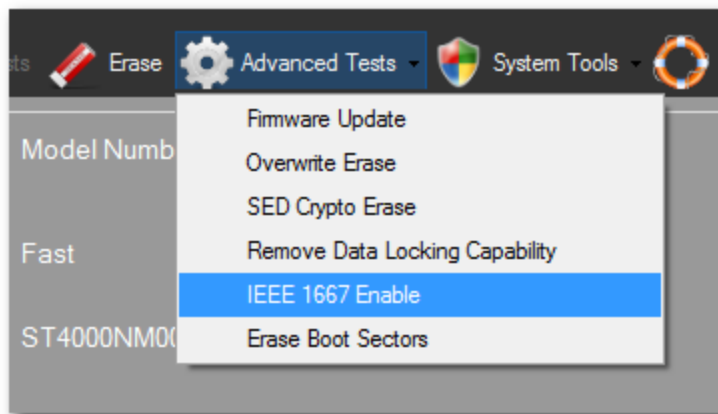 Erase Advanced Tests System Tools
Firmware Update
Model Numb
Overwrite Erase
SED Crypto Erase
Fast
Remove Data Locking Capability
IEEE 1667 Enable
ST4000NM00
Erase Boot Sectors